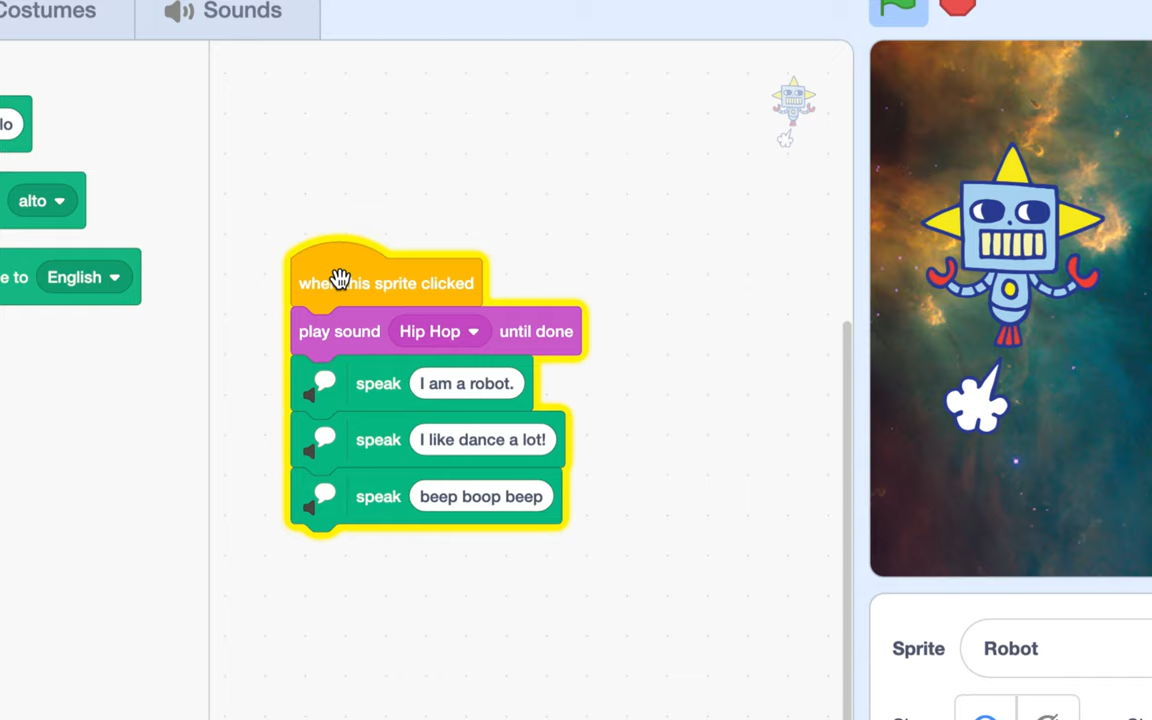 Costumes
Sounds
lo
alto
e to English
when this sprite clicked
play sound Hip Hop until done
speak I am a robot.
speak I like dance a lot!
speak beep boop beep
Sprite Robot